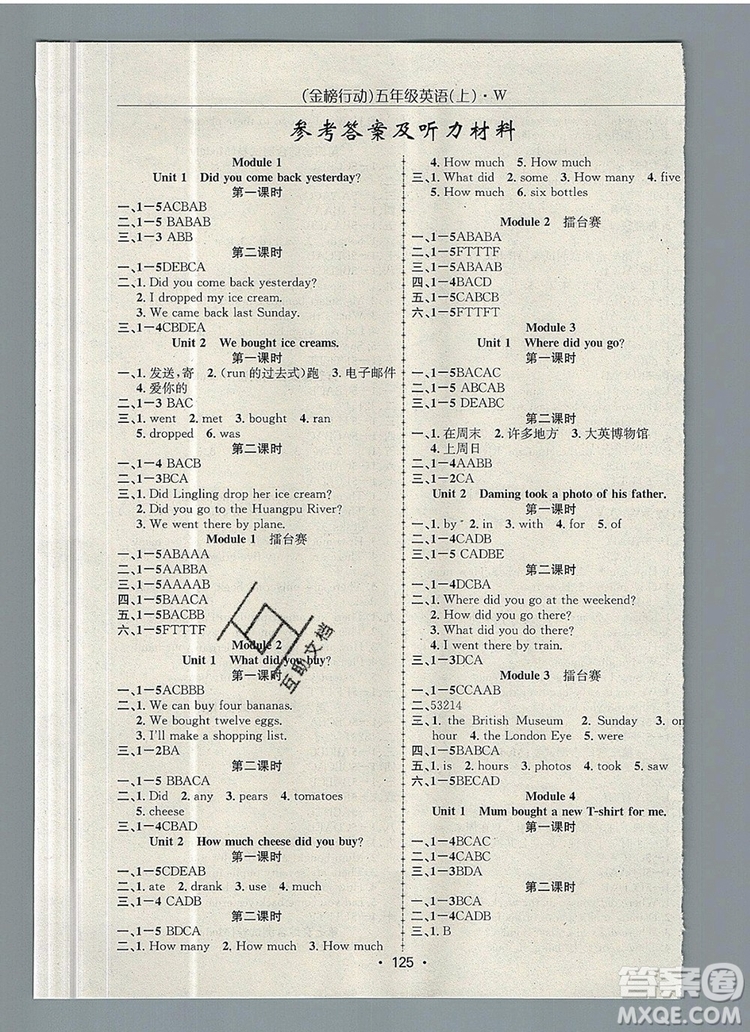 (金榜行动)五年级英语(上)·W
参考答案及听力材料
Module 1
Unit 1 Did you come back yesterday?
第一课时
一、1—5ACBAB
二、1—5 BABAB
三、1—3 ABB
第二课时
一、1—5DEBCA
二、1. Did you come back yesterday?
2. I dropped my ice cream.
3. We came back last Sunday.
三、1—4CBDEA
Unit 2 We bought ice creams.
第一课时
一、1. 发送,寄 2. (run 的过去式)跑 3. 电子邮件
4. 爱你的
二、1—3 BAC
三、1. went 2. met 3. bought 4. ran
5. dropped 6. was
第二课时
一、1—4 BACB
二、1—3BCA
三、1. Did Lingling drop her ice cream?
2. Did you go to the Huangpu River?
3. We went there by plane.
Module 1 擂台赛
一、1—5ABAAA
二、1—5AABBA
三、1—5AAAAB
四、1—5BAACA
五、1—5BACBB
六、1—5FTTTF
Module 2
Unit 1 What did you buy?
第一课时
一、1—5ACBBB
二、1. We can buy four bananas.
2. We bought twelve eggs.
3. I'll make a shopping list.
三、1—2BA
第二课时
一、1—5 BBACA
二、1. Did 2. any 3. pears 4. tomatoes
5. cheese
三、1—4CBAD
Unit 2 How much cheese did you buy?
第一课时
一、1—5CDEAB
二、1. ate 2. drank 3. use 4. bought
三、1—4 CADB
第二课时
一、1—5 BDCA
二、1. How many 2. How much 3. How much
4. How much 5. How much
三、1. What did 2. some 3. How many 4. five
5. How much 6. six bottles
Module 2 擂台赛
一、1—5ABABA
二、1—5FTTTF
三、1—5ABAAB
四、1—4DBAC
五、1—5CABCB
六、1—5FTTFT
Module 3
Unit 1 Where did you go?
第一课时
一、1—5BACAC
二、1—5 ABCAB
三、1—5 DEABC
第二课时
一、1. 在周末 2. 许多地方 3. 大英博物馆
4. 上周日
二、1—4AABB
三、1—2CA
Unit 2 Daming took a photo of his father.
第一课时
一、1. by 2. in 3. with 4. for 5. in
二、1—4CADB
三、1—5 CADBE
第二课时
一、1—4DCBA
二、1. Where did you go at the weekend?
2. How did you go there?
3. What did you do there?
4. I went there by train.
三、1—3DCA
Module 3 擂台赛
一、1—5CCAAB
二、53214
三、1. the British Museum 2. Sunday 3. an
hour 4. the London Eye 5. wonderful
四、1—5BABCA
五、1. is 2. hours 3. photos 4. took 5. saw
六、1—5BECAD
Module 4
Unit 1 Mum bought a new T-shirt for me.
第一课时
一、1—4BCAC
二、1—4CABC
三、1—3BDA
第二课时
一、1—4BACB
二、1—4CADB
三、1. B
· 125 ·
互助文档
答案圈
MXQE.COM